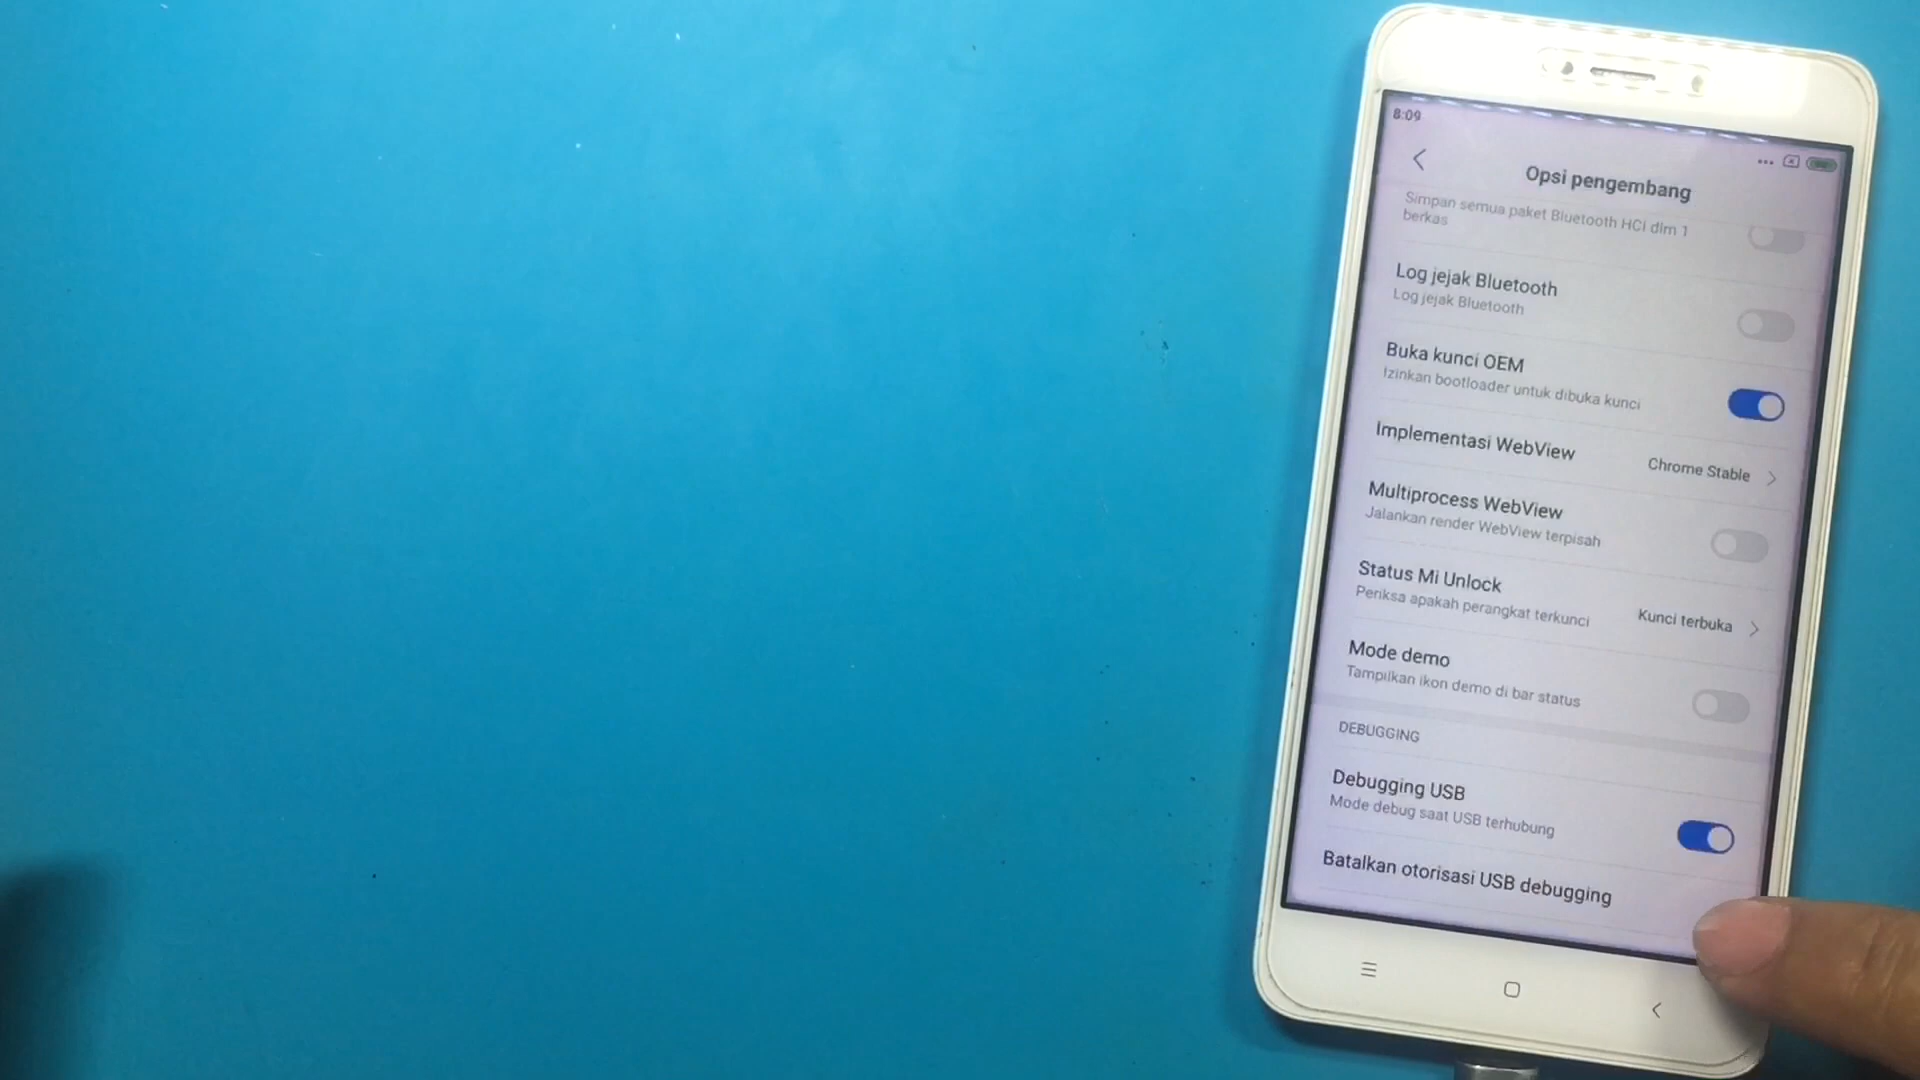 8:09
Opsi pengembang
Simpan semua paket Bluetooth HCI dlm 1
berkas
Log jejak Bluetooth
Log jejak Bluetooth
Buka kunci OEM
Izinkan bootloader untuk dibuka kunci
Implementasi WebView
Chrome Stable
Multiprocess WebView
Jalankan render WebView terpisah
Status Mi Unlock
Periksa apakah perangkat terkunci
Kunci terbuka
Mode demo
Tampilkan ikon demo di bar status
DEBUGGING
Debugging USB
Mode debug saat USB terhubung
Batalkan otorisasi USB debugging